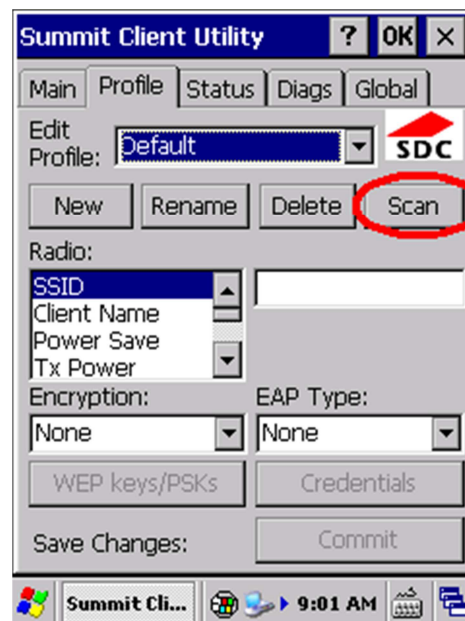 Summit Client Utility ? OK ×
Main Profile Status Diags Global
Edit Profile: Default SDC
New Rename Delete Scan
Radio:
SSID
Client Name
Power Save
Tx Power
Encryption: EAP Type:
None None
WEP keys/PSKs Credentials
Save Changes: Commit
Summit Cli... 9:01 AM